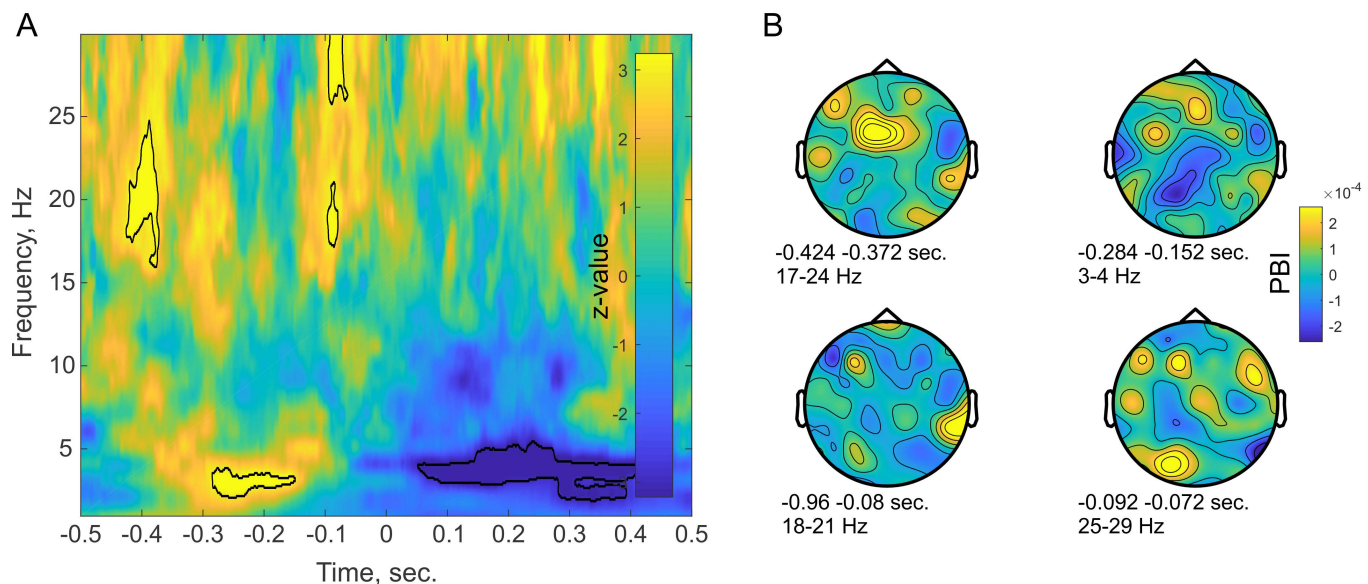 A
Frequency, Hz
25
20
15
10
5
-0.5 -0.4 -0.3 -0.2 -0.1 0 0.1 0.2 0.3 0.4 0.5
Time, sec.
z-value
3
2
1
0
-1
-2
B
-0.424 -0.372 sec.
17-24 Hz
-0.284 -0.152 sec.
3-4 Hz
-0.96 -0.08 sec.
18-21 Hz
-0.092 -0.072 sec.
25-29 Hz
PBI
×10⁻⁴
2
1
0
-1
-2